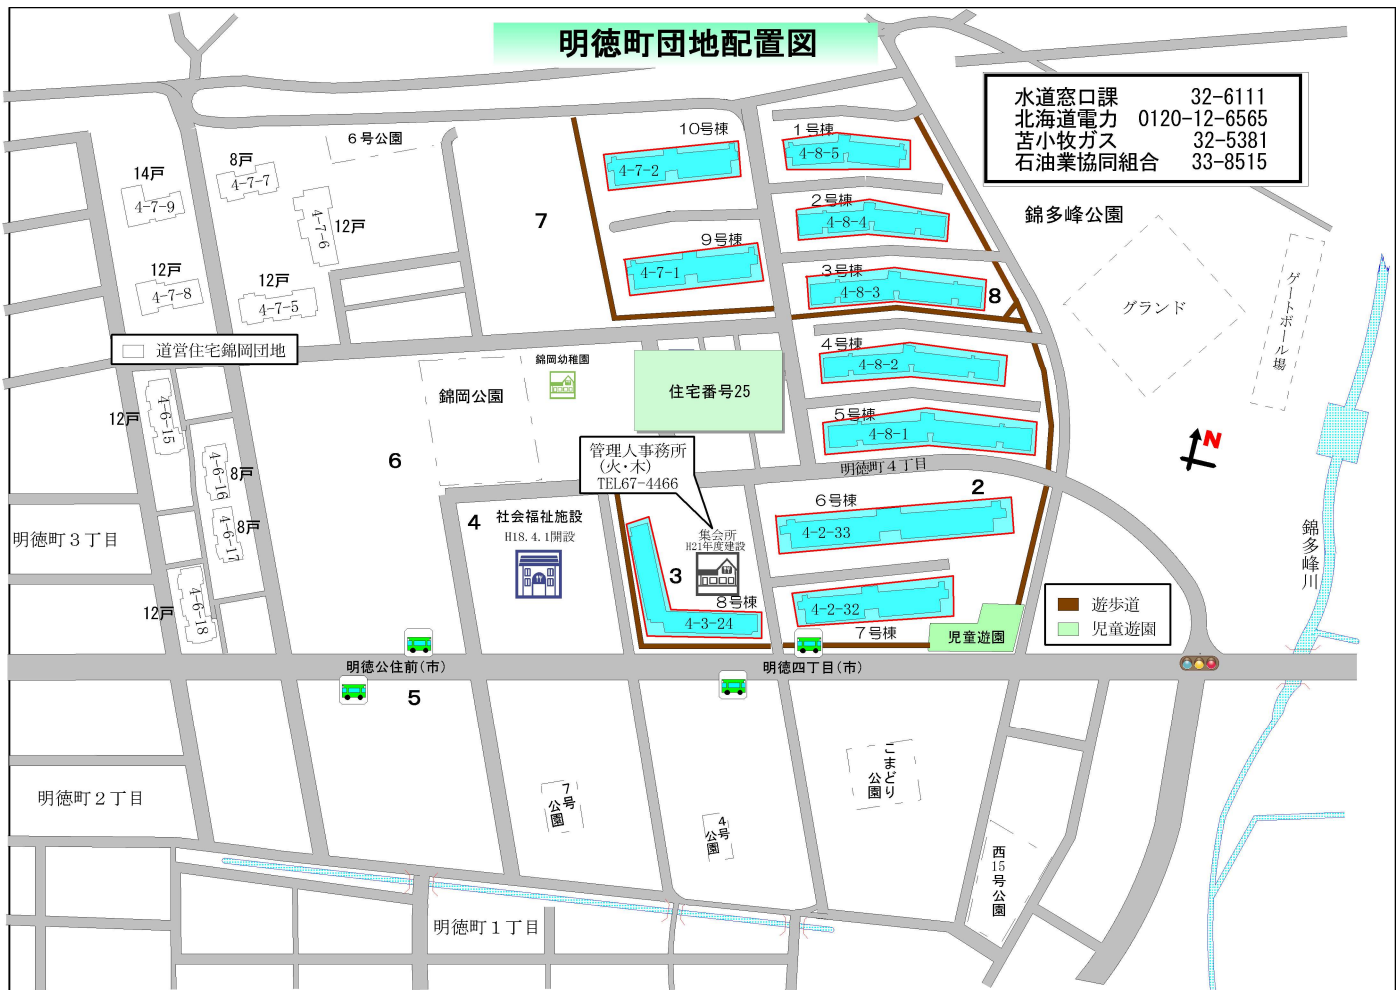 明徳町団地配置図
水道窓口課 32-6111
北海道電力 0120-12-6565
苫小牧ガス 32-5381
石油業協同組合 33-8515
6号公園
10号棟
4-7-2
1号棟
4-8-5
14戸
4-7-9
8戸
4-7-7
4-7-6
12戸
7
2号棟
4-8-4
錦多峰公園
9号棟
4-7-1
3号棟
4-8-3
8
12戸
4-7-8
12戸
4-7-5
グランド
ゲートボール場
道営住宅錦岡団地
錦岡幼稚園
錦岡公園
住宅番号25
4号棟
4-8-2
5号棟
4-8-1
12戸
4-6-15
4-6-16
8戸
4-6-17
8戸
12戸
4-6-18
6
管理人事務所
(火・木)
TEL67-4466
明徳町4丁目
N
2
6号棟
4-2-33
4
社会福祉施設
H18.4.1開設
集会所
H21年度建設
3
8号棟
4-3-24
4-2-32
7号棟
児童遊園
遊歩道
児童遊園
錦多峰川
明徳町3丁目
明徳公住前(市)
明徳四丁目(市)
5
明徳町2丁目
7号
公園
4号
公園
こまどり
公園
西15号公園
明徳町1丁目